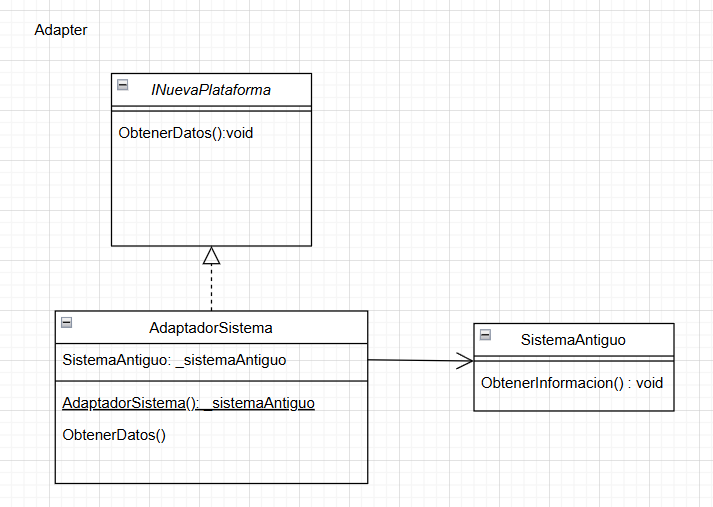 Adapter
INuevaPlataforma
ObtenerDatos():void
AdaptadorSistema
SistemaAntiguo: _sistemaAntiguo
AdaptadorSistema(): _sistemaAntiguo
ObtenerDatos()
SistemaAntiguo
ObtenerInformacion() : void